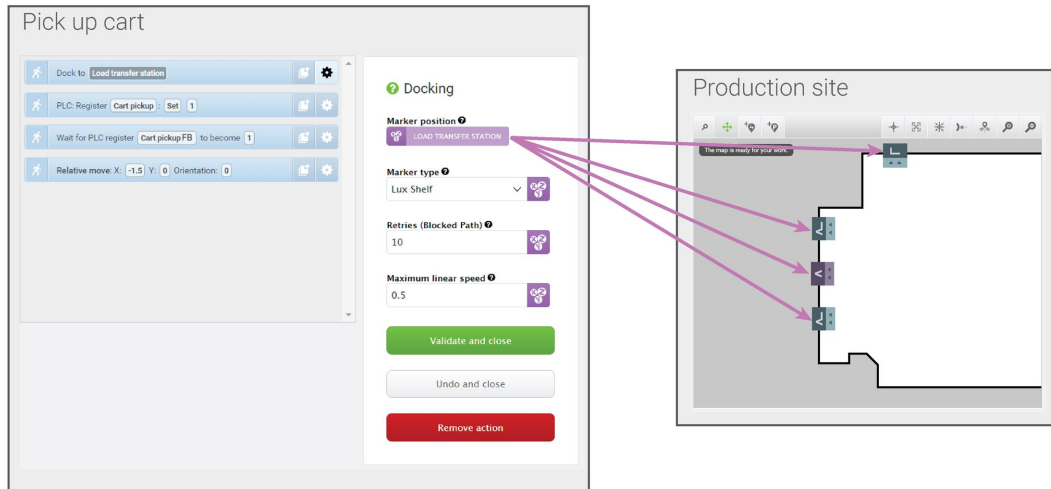 Pick up cart
Dock to Load transfer station
PLC: Register Cart pickup : Set 1
Wait for PLC register Cart pickup FB to become 1
Relative move: X: -1.5 Y: 0 Orientation: 0
Docking
Marker position
LOAD TRANSFER STATION
Marker type
Lux Shelf
Retries (Blocked Path)
10
Maximum linear speed
0.5
Validate and close
Undo and close
Remove action
Production site
The map is ready for your work.